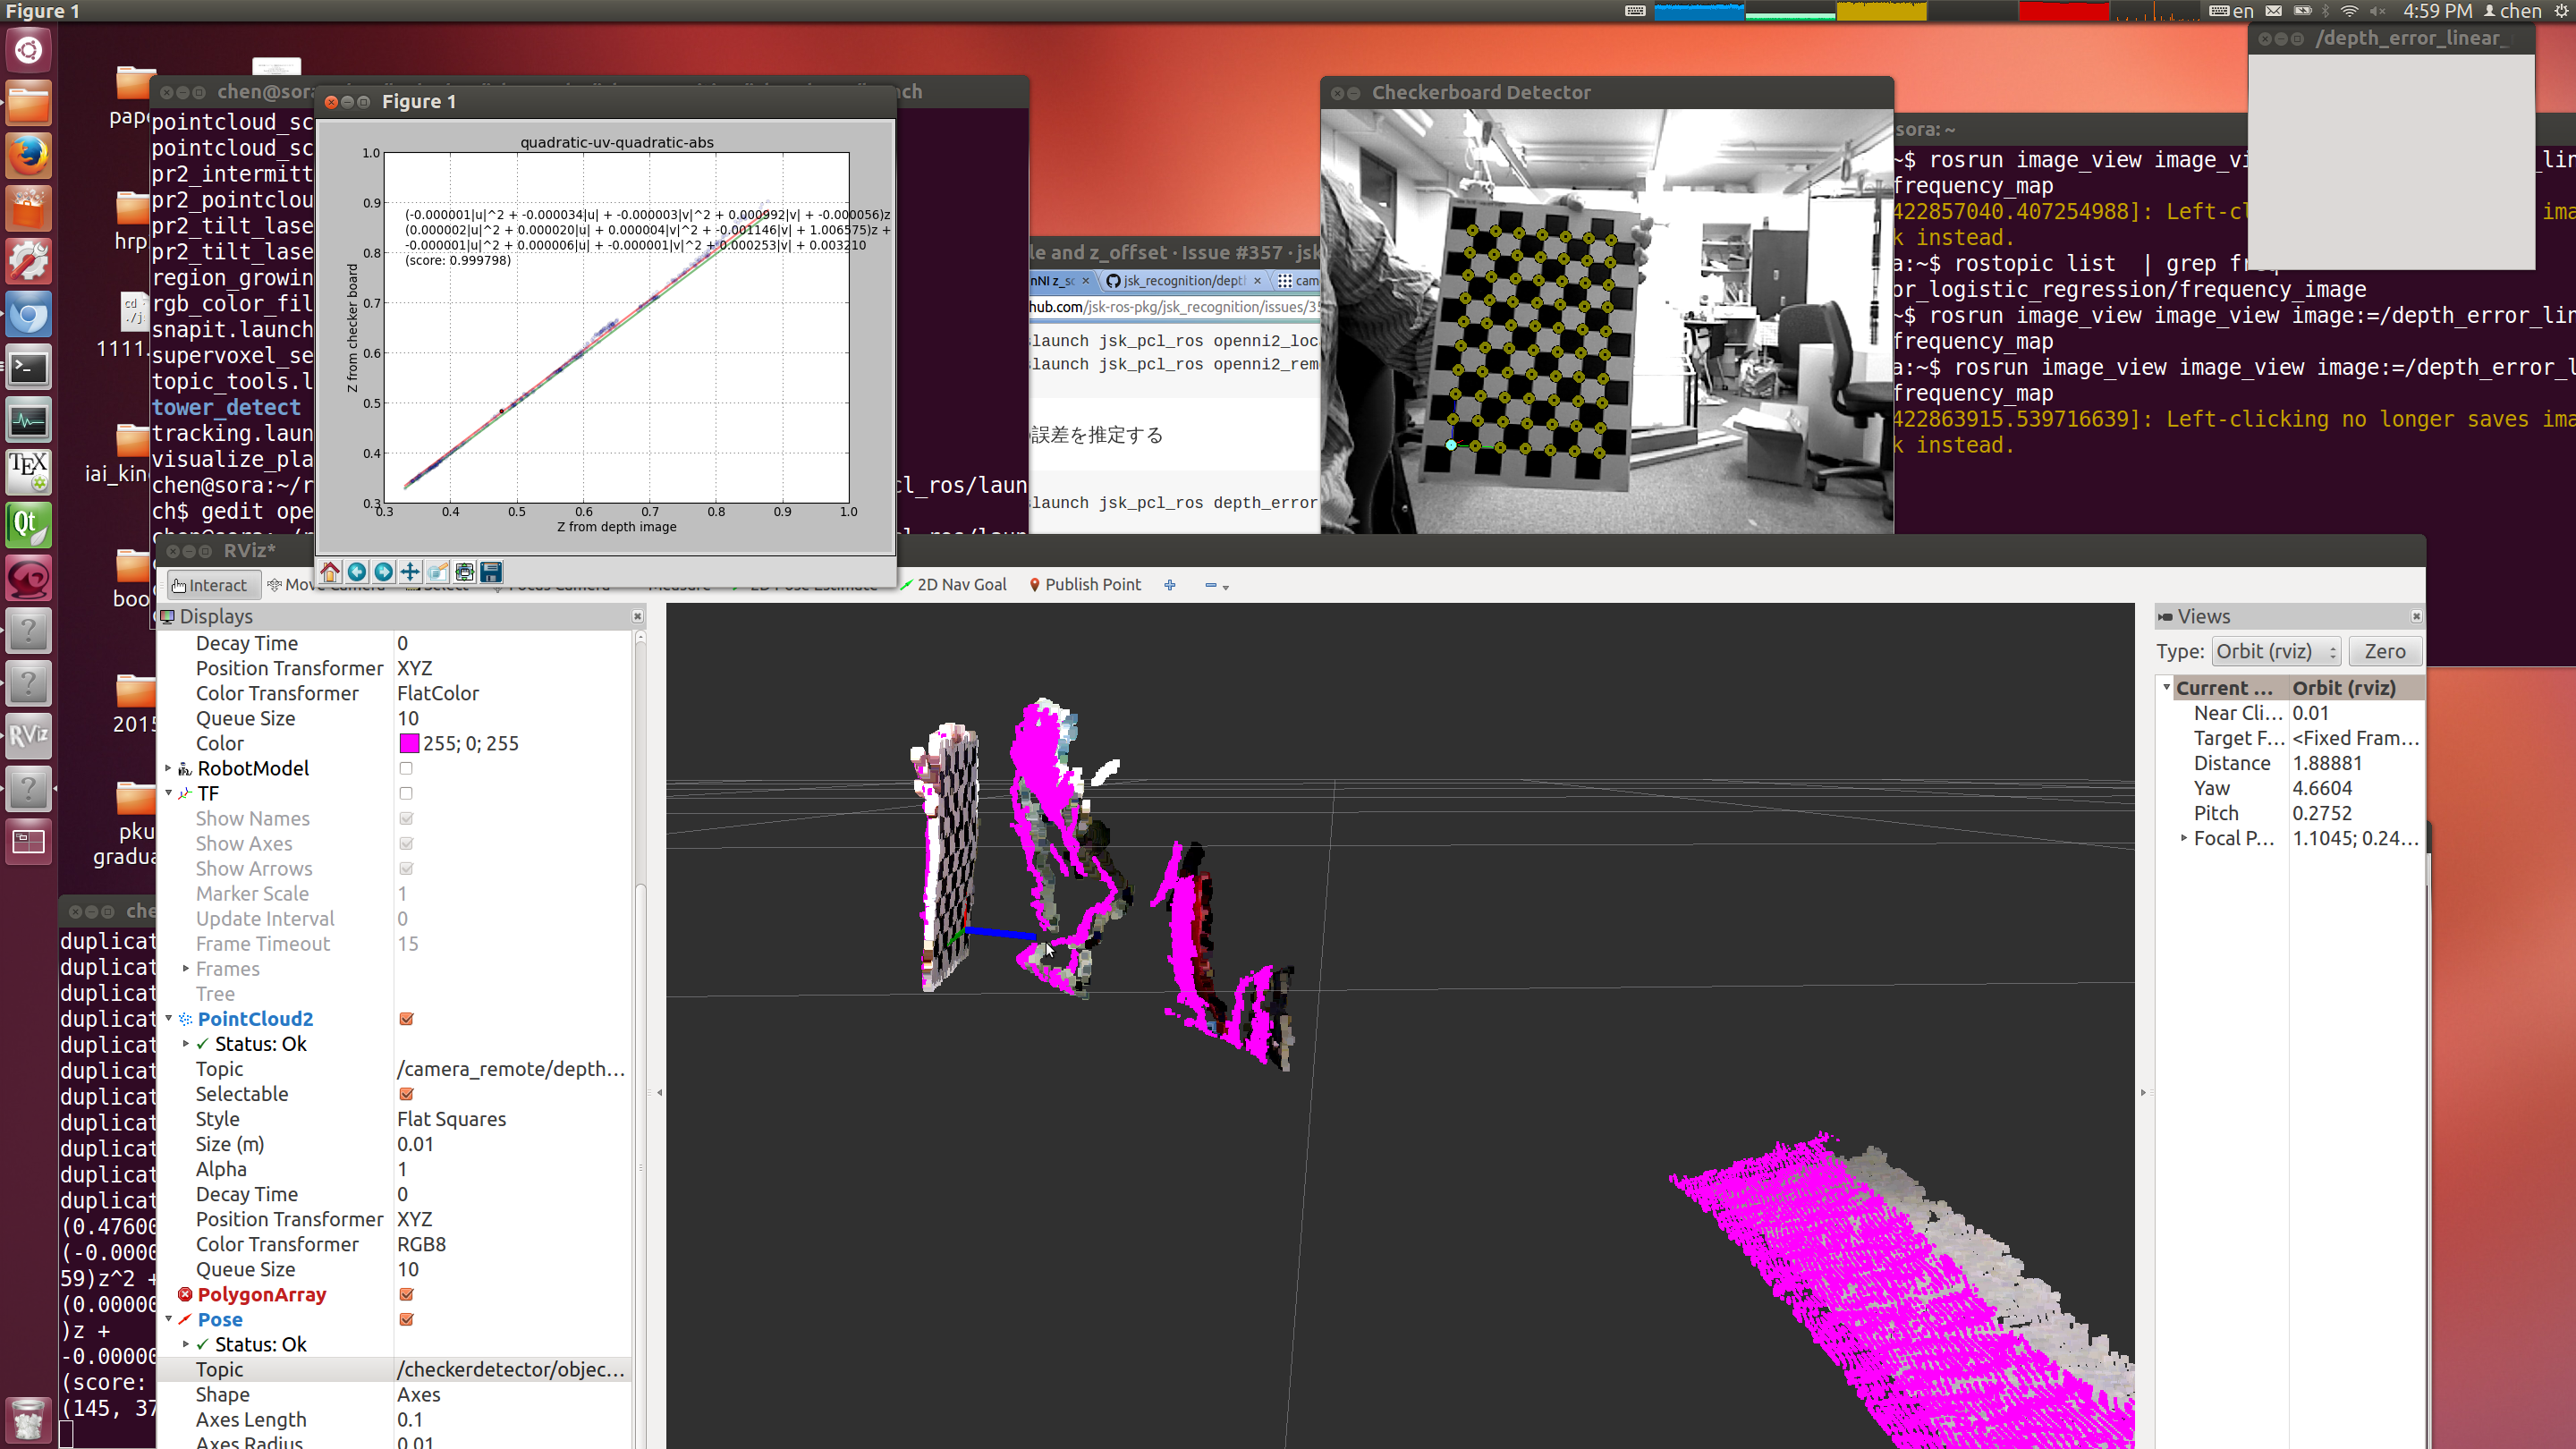 Figure 1
en
4:59 PM
chen
/depth_error_linear_
pape
hrp
cd
./j
1111.
iai_kin
boo
2015
pku
gradua
chen@sora
nch
pointcloud_sc
pointcloud_sc
pr2_intermitt
pr2_pointclou
pr2_tilt_lase
pr2_tilt_lase
region_growin
rgb_color_fil
snapit.launch
supervoxel_se
topic_tools.l
tower_detect
tracking.laun
visualize_pla
chen@sora:~/r
cl_ros/laun
ch$ gedit ope
Figure 1
quadratic-uv-quadratic-abs
(-0.000001|u|^2 + -0.000034|u| + -0.000003|v|^2 + 0.000992|v| + -0.000056)z
(0.000002|u|^2 + 0.000020|u| + 0.000004|v|^2 + -0.001146|v| + 1.006575)z +
-0.000001|u|^2 + 0.000006|u| + -0.000001|v|^2 + 0.000253|v| + 0.003210
(score: 0.999798)
1.0
0.9
0.8
0.7
0.6
0.5
0.4
0.3
Z from checker board
0.3 0.4 0.5 0.6 0.7 0.8 0.9 1.0
Z from depth image
le and z_offset · Issue #357 · jsk
nNI z_sc
jsk_recognition/depth
cam
hub.com/jsk-ros-pkg/jsk_recognition/issues/35
launch jsk_pcl_ros openni2_loc
launch jsk_pcl_ros openni2_rem
誤差を推定する
launch jsk_pcl_ros depth_error
Checkerboard Detector
sora: ~
~$ rosrun image_view image_vi
frequency_map
422857040.407254988]: Left-cl
k instead.
a:~$ rostopic list | grep freq
or_logistic_regression/frequency_image
~$ rosrun image_view image_view image:=/depth_error_lin
frequency_map
a:~$ rosrun image_view image_view image:=/depth_error_l
frequency_map
422863915.539716639]: Left-clicking no longer saves ima
k instead.
RViz*
Interact
Move Camera
Select
Focus Camera
Measure
2D Pose Estimate
2D Nav Goal
Publish Point
Displays
Decay Time 0
Position Transformer XYZ
Color Transformer FlatColor
Queue Size 10
Color 255; 0; 255
RobotModel
TF
Show Names
Show Axes
Show Arrows
Marker Scale 1
Update Interval 0
Frame Timeout 15
Frames
Tree
PointCloud2
Status: Ok
Topic /camera_remote/depth...
Selectable
Style Flat Squares
Size (m) 0.01
Alpha 1
Decay Time 0
Position Transformer XYZ
Color Transformer RGB8
Queue Size 10
PolygonArray
Pose
Status: Ok
Topic /checkerdetector/objec...
Shape Axes
Axes Length 0.1
Axes Radius 0.01
Views
Type: Orbit (rviz) Zero
Current ... Orbit (rviz)
Near Cli... 0.01
Target F... <Fixed Fram...
Distance 1.88881
Yaw 4.6604
Pitch 0.2752
Focal P... 1.1045; 0.24...
che
duplicat
duplicat
duplicat
duplicat
duplicat
duplicat
duplicat
duplicat
duplicat
duplicat
duplicat
(0.47600
(-0.0000
59)z^2 +
(0.00000
)z +
-0.00000
(score:
(145, 37